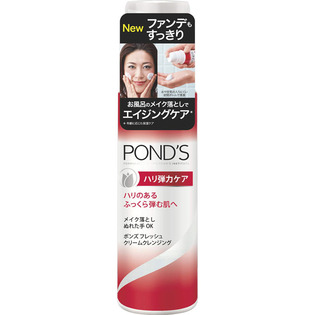 New
ファンデも
すっきり
お風呂のメイク落としで
エイジングケア*
POND'S
ハリ弾力ケア
ハリのある
ふっくら弾む肌へ
メイク落とし
ぬれた手OK
ポンズ フレッシュ
クリームクレンジング